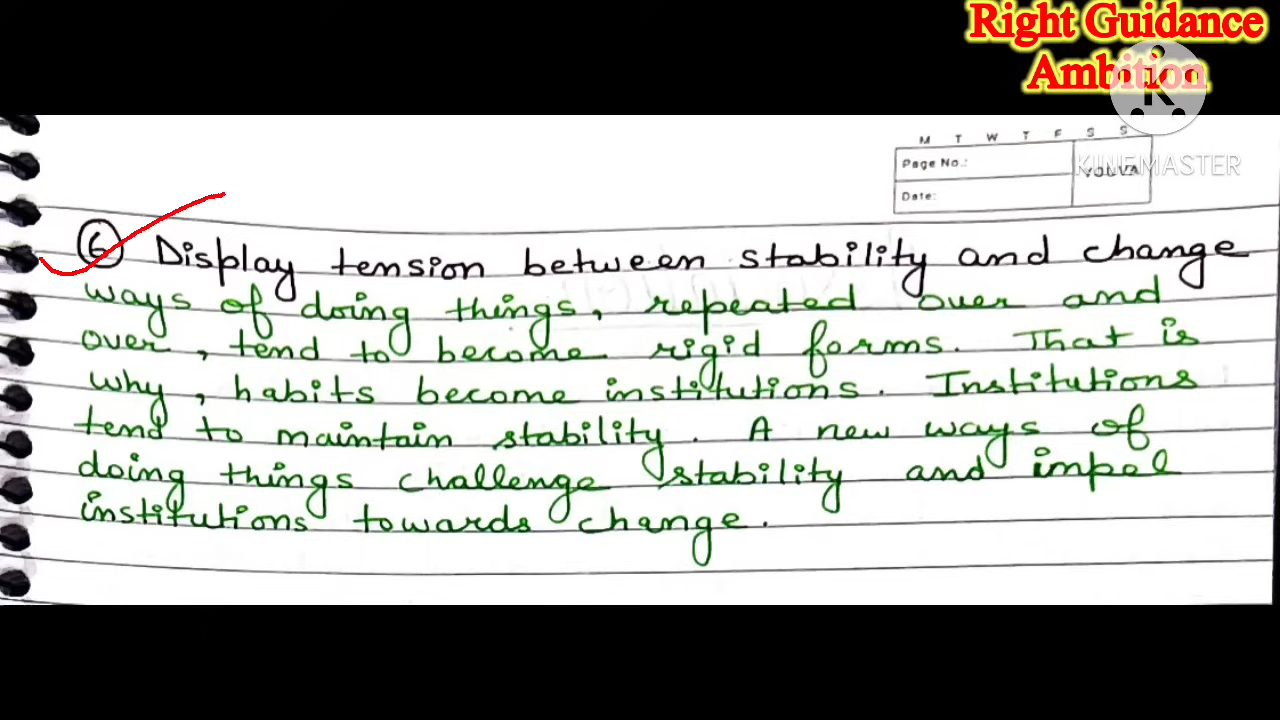 Right Guidance
Ambition
K
KINEMASTER
M T W T F S S
Page No.:
YOUVA
Date:
6 Display tension between stability and change
ways of doing things, repeated over and
over, tend to become rigid forms. That is
why, habits become institutions. Institutions
tend to maintain stability. A new ways of
doing things challenge stability and impel
institutions towards change.